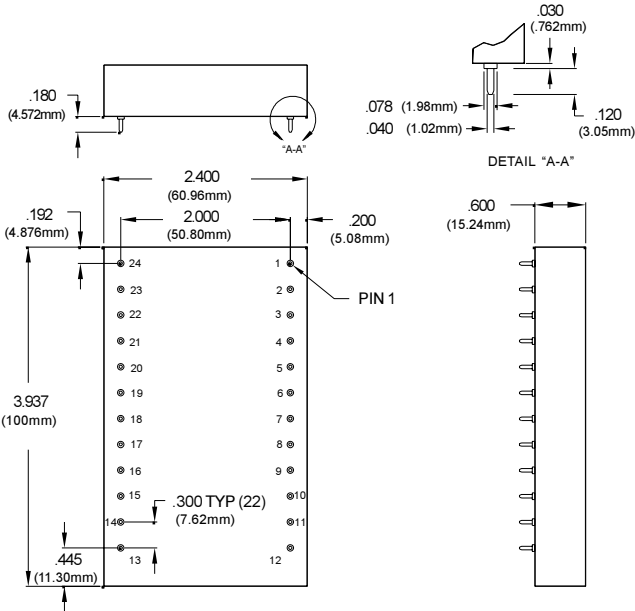 .030
(.762mm)
.180
(4.572mm)
.078 (1.98mm)
.040 (1.02mm)
.120
(3.05mm)
"A-A"
DETAIL "A-A"
2.400
(60.96mm)
.192
(4.876mm)
2.000
(50.80mm)
.200
(5.08mm)
.600
(15.24mm)
24 1
PIN 1
23 2
22 3
21 4
20 5
19 6
3.937
(100mm)
18 7
17 8
16 9
15 10
.300 TYP (22)
(7.62mm)
14 11
.445
(11.30mm)
13 12